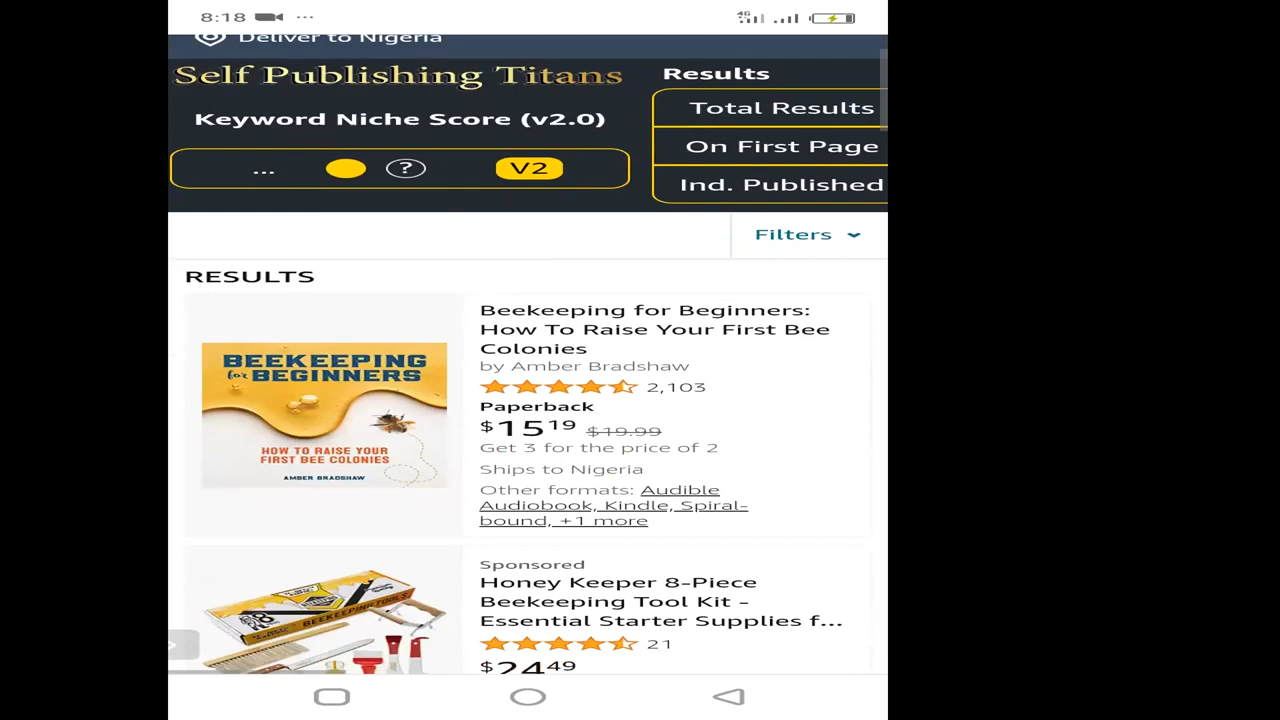 8:18 ...
4G
Deliver to Nigeria
Self Publishing Titans
Keyword Niche Score (v2.0)
... ? V2
Results
Total Results
On First Page
Ind. Published
Filters
RESULTS
BEEKEEPING
for BEGINNERS
HOW TO RAISE YOUR
FIRST BEE COLONIES
AMBER BRADSHAW
Beekeeping for Beginners:
How To Raise Your First Bee
Colonies
by Amber Bradshaw
2,103
Paperback
$15.19 $19.99
Get 3 for the price of 2
Ships to Nigeria
Other formats: Audible
Audiobook, Kindle, Spiral-
bound, +1 more
BEEKEEPING TOOLS
Sponsored
Honey Keeper 8-Piece
Beekeeping Tool Kit -
Essential Starter Supplies f...
21
$24.49